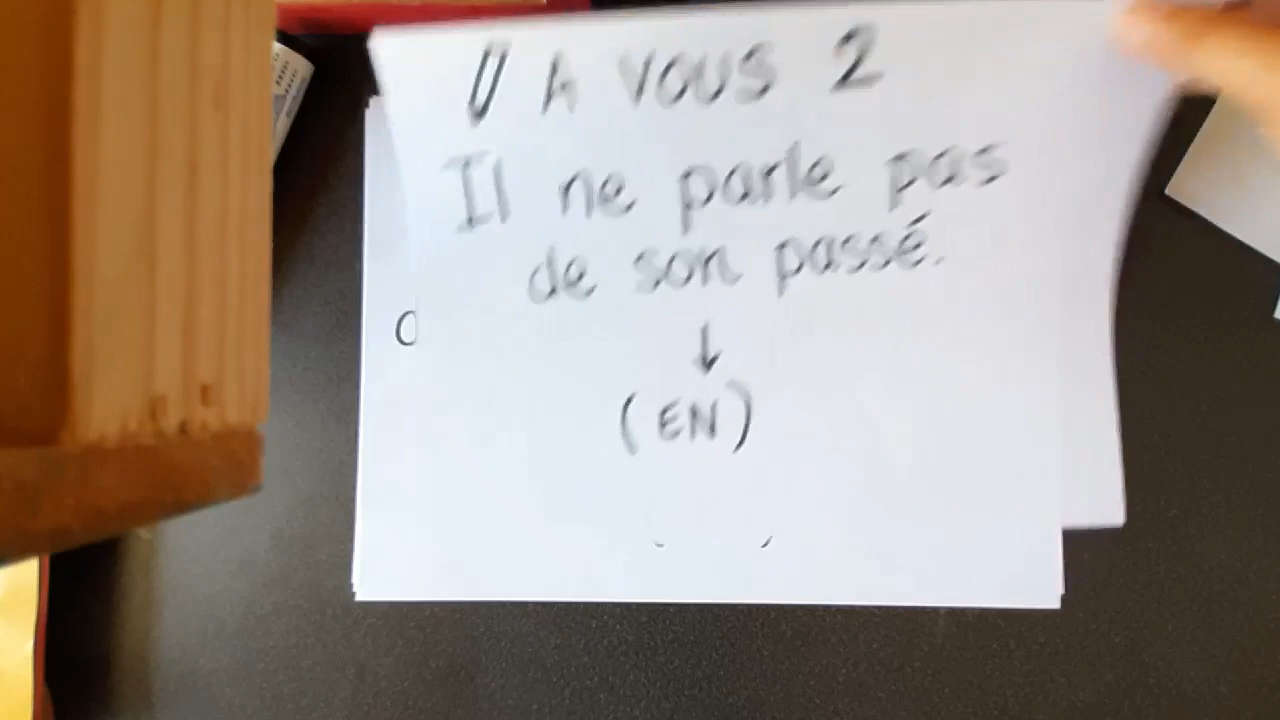 A VOUS 2
Il ne parle pas
de son passé.
↓
(EN)